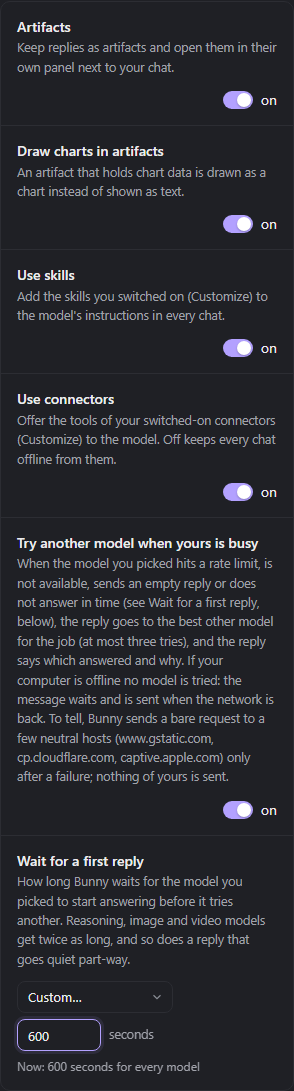 Artifacts
Keep replies as artifacts and open them in their
own panel next to your chat.
on
Draw charts in artifacts
An artifact that holds chart data is drawn as a
chart instead of shown as text.
on
Use skills
Add the skills you switched on (Customize) to
the model's instructions in every chat.
on
Use connectors
Offer the tools of your switched-on connectors
(Customize) to the model. Off keeps every chat
offline from them.
on
Try another model when yours is busy
When the model you picked hits a rate limit, is
not available, sends an empty reply or does
not answer in time (see Wait for a first reply,
below), the reply goes to the best other model
for the job (at most three tries), and the reply
says which answered and why. If your
computer is offline no model is tried: the
message waits and is sent when the network is
back. To tell, Bunny sends a bare request to a
few neutral hosts (www.gstatic.com,
cp.cloudflare.com, captive.apple.com) only
after a failure; nothing of yours is sent.
on
Wait for a first reply
How long Bunny waits for the model you
picked to start answering before it tries
another. Reasoning, image and video models
get twice as long, and so does a reply that
goes quiet part-way.
Custom...
600 seconds
Now: 600 seconds for every model